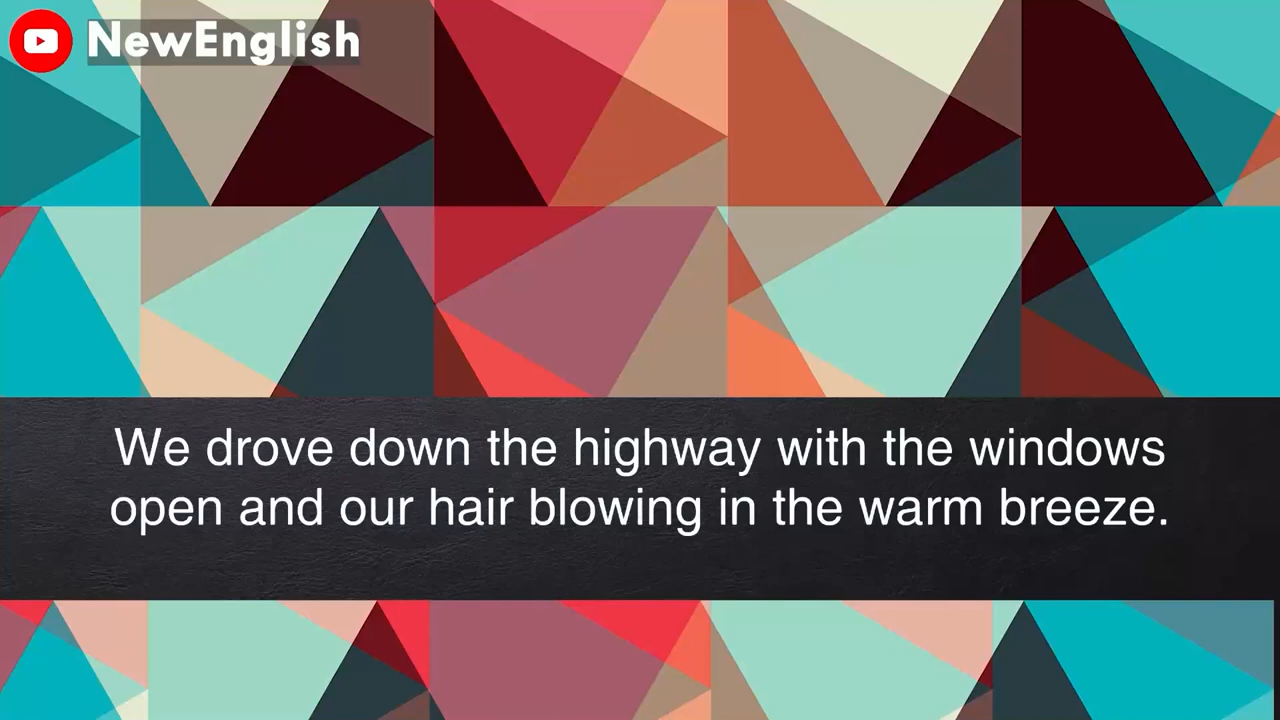 NewEnglish
We drove down the highway with the windows
open and our hair blowing in the warm breeze.